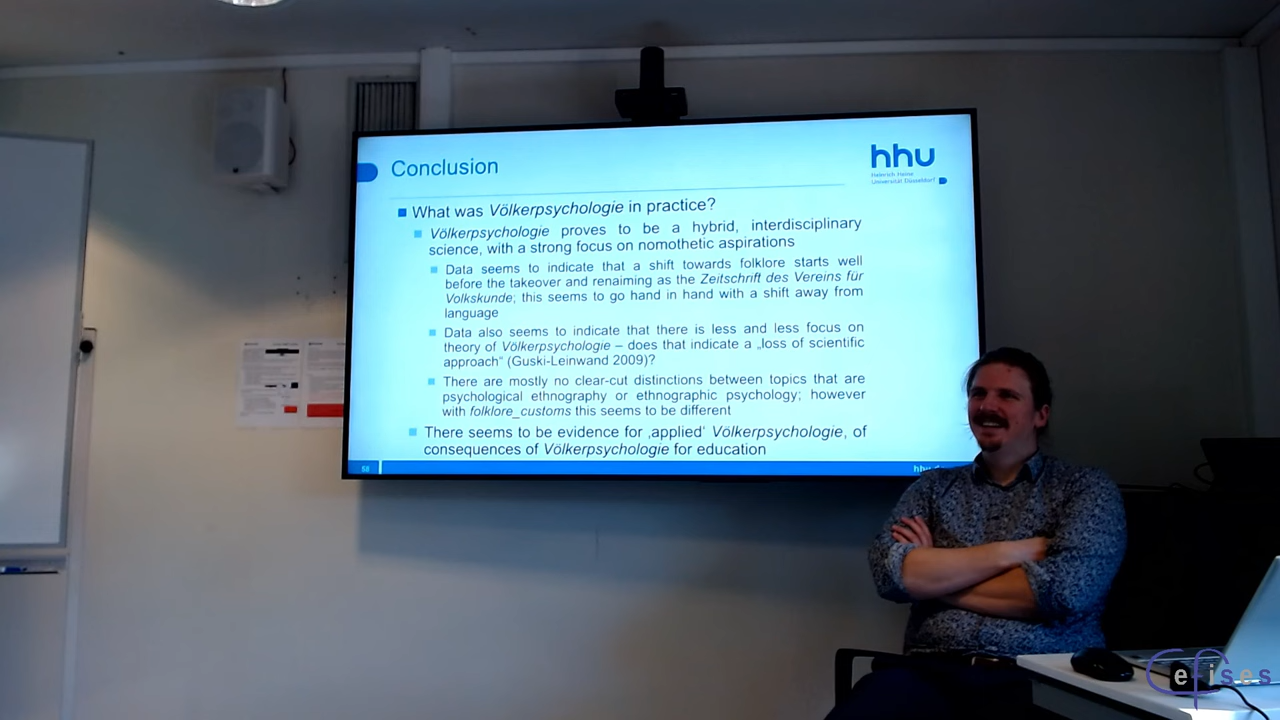 Conclusion
hhu
Heinrich Heine
Universität Düsseldorf
What was Völkerpsychologie in practice?
Völkerpsychologie proves to be a hybrid, interdisciplinary
science, with a strong focus on nomothetic aspirations
Data seems to indicate that a shift towards folklore starts well
before the takeover and renaiming as the Zeitschrift des Vereins für
Volkskunde; this seems to go hand in hand with a shift away from
language
Data also seems to indicate that there is less and less focus on
theory of Völkerpsychologie – does that indicate a „loss of scientific
approach“ (Guski-Leinwand 2009)?
There are mostly no clear-cut distinctions between topics that are
psychological ethnography or ethnographic psychology; however
with folklore_customs this seems to be different
There seems to be evidence for ‚applied‘ Völkerpsychologie, of
consequences of Völkerpsychologie for education
58
Cefises